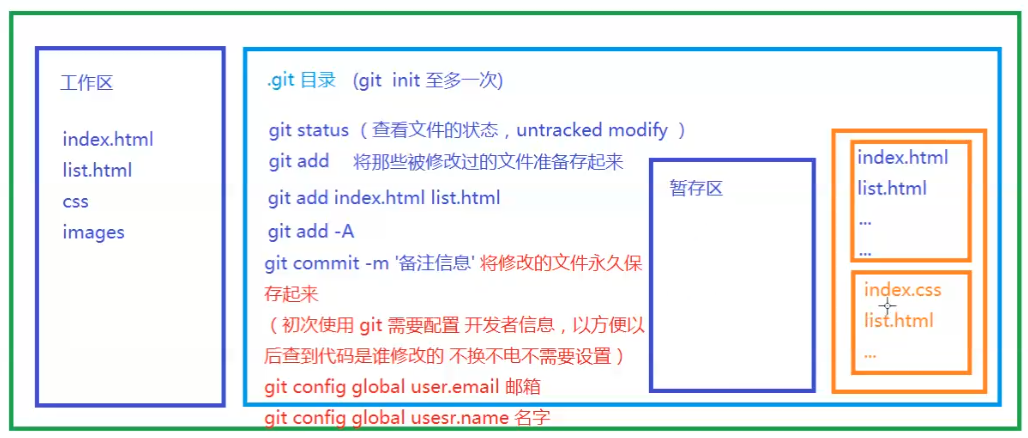 工作区
index.html
list.html
css
images
.git 目录 (git init 至多一次)
git status（查看文件的状态，untracked modify ）
git add 将那些被修改过的文件准备存起来
git add index.html list.html
git add -A
git commit -m '备注信息' 将修改的文件永久保
存起来
（初次使用 git 需要配置 开发者信息，以方便以
后查到代码是谁修改的 不换不电不需要设置）
git config global user.email 邮箱
git config global usesr.name 名字
暂存区
index.html
list.html
...
...
index.css
list.html
...